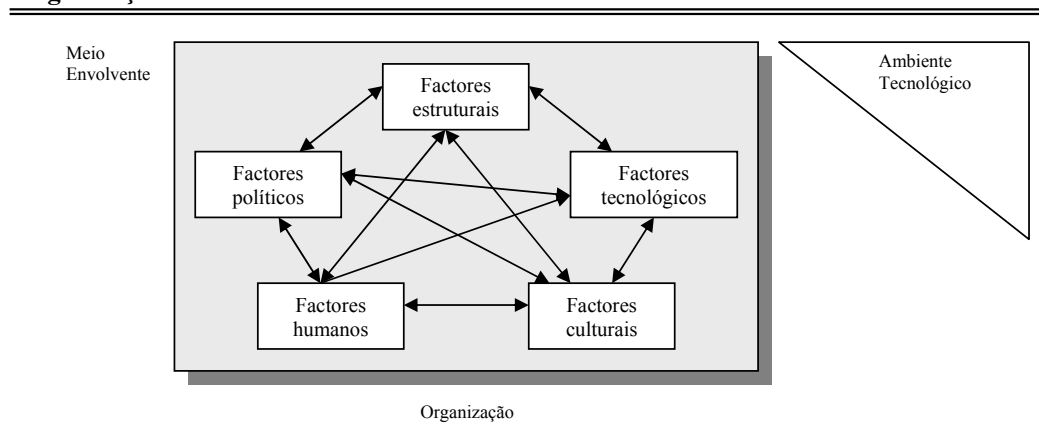 Meio
Envolvente
Ambiente
Tecnológico
Factores
estruturais
Factores
políticos
Factores
tecnológicos
Factores
humanos
Factores
culturais
Organização